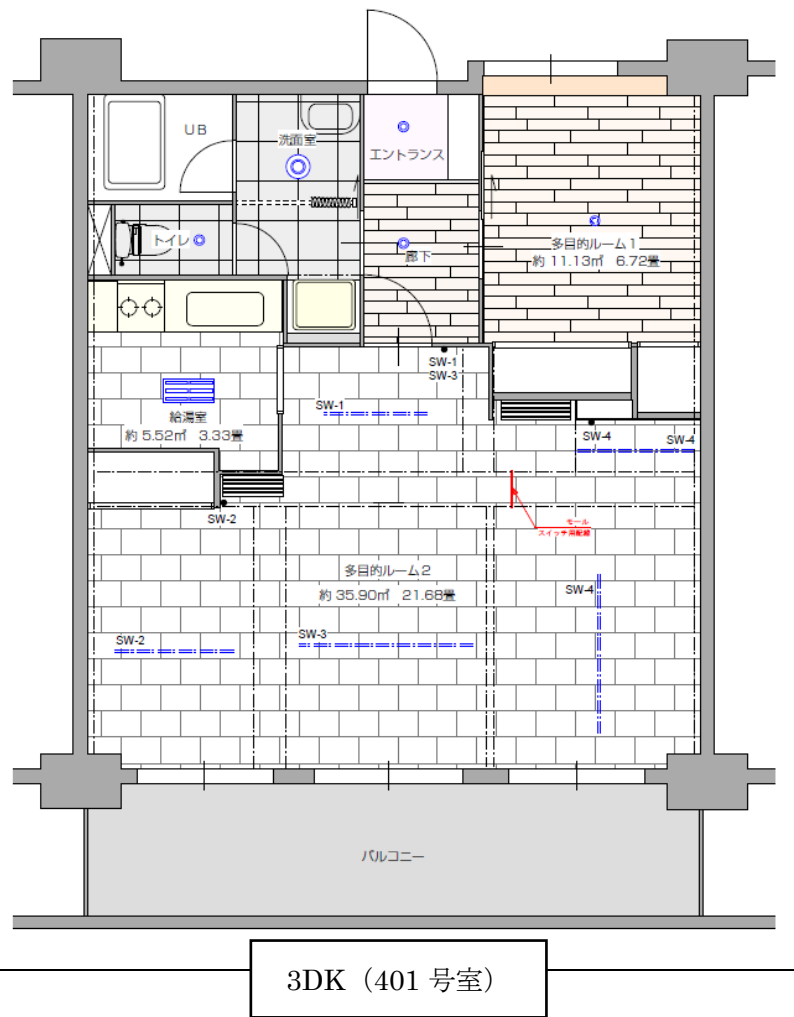 UB
洗面室
エントランス
トイレ
廊下
多目的ルーム1
約 11.13㎡ 6.72畳
SW-1
SW-3
SW-1
給湯室
約 5.52㎡ 3.33畳
SW-4
SW-4
SW-2
モール
スイッチ用配線
多目的ルーム2
約 35.90㎡ 21.68畳
SW-4
SW-2
SW-3
バルコニー
3DK（401 号室）